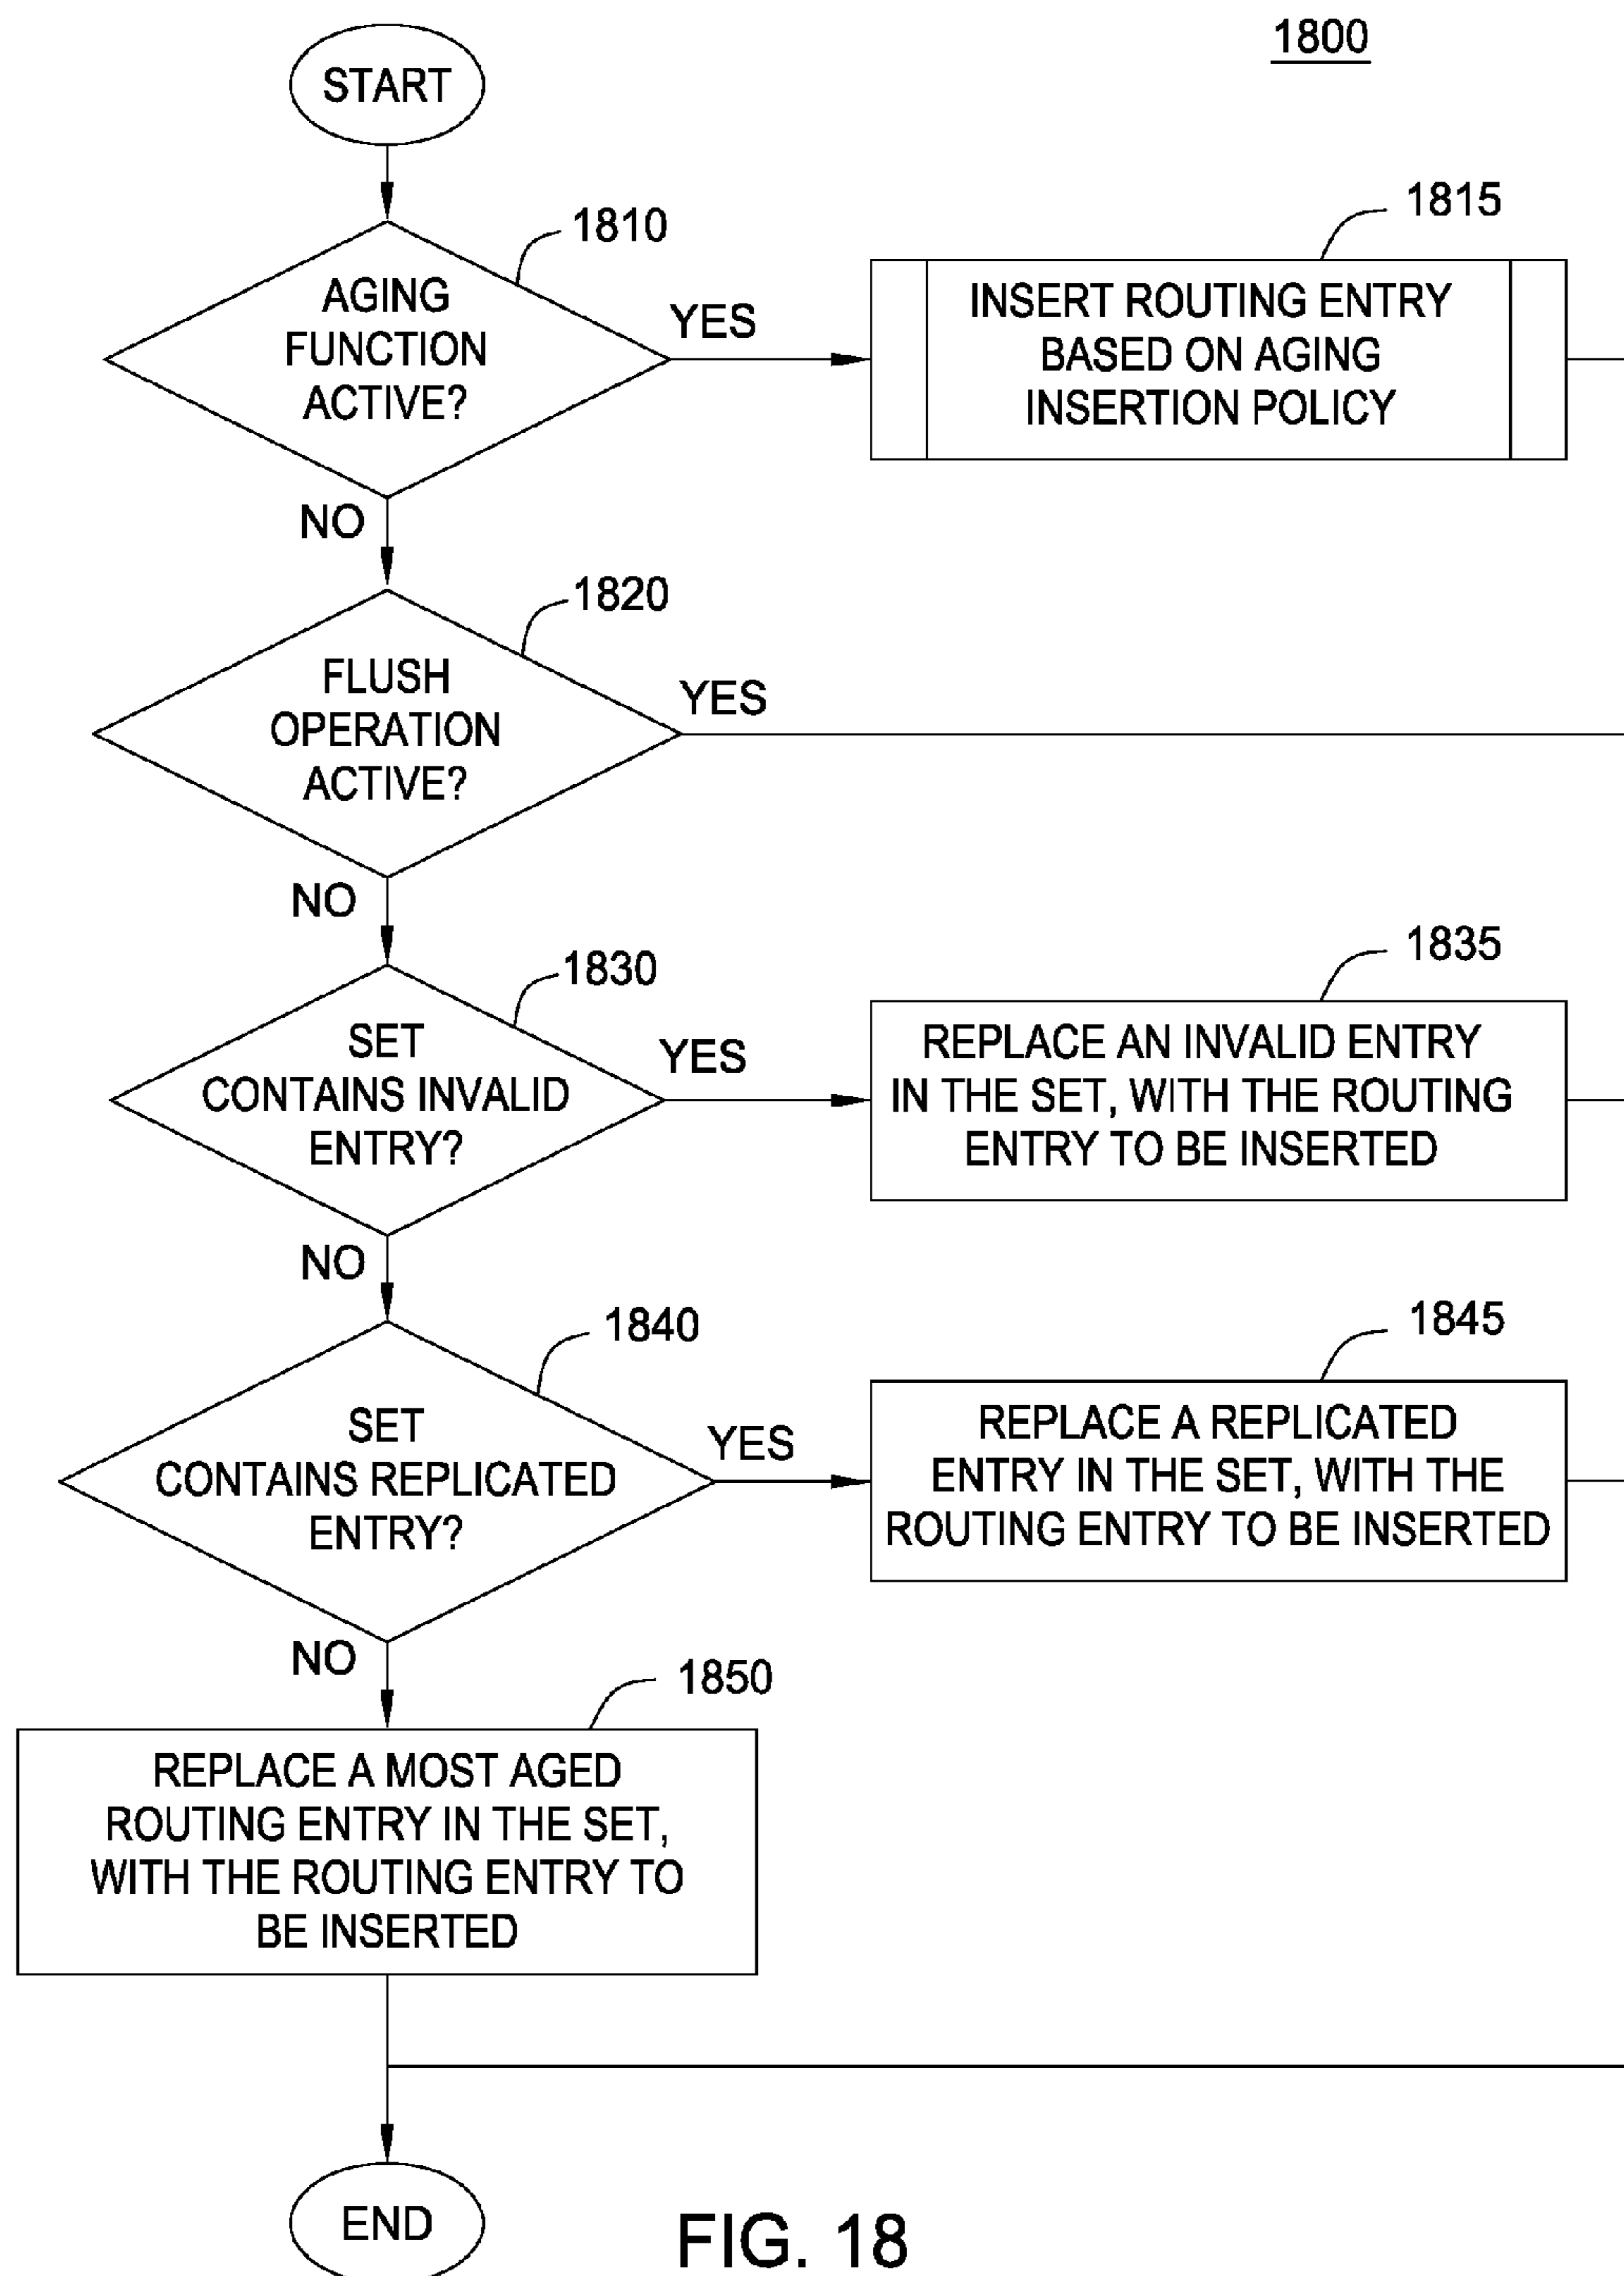 1800
START
1810
AGING
FUNCTION
ACTIVE?
YES
1815
INSERT ROUTING ENTRY
BASED ON AGING
INSERTION POLICY
NO
1820
FLUSH
OPERATION
ACTIVE?
YES
NO
1830
SET
CONTAINS INVALID
ENTRY?
YES
1835
REPLACE AN INVALID ENTRY
IN THE SET, WITH THE ROUTING
ENTRY TO BE INSERTED
NO
1840
SET
CONTAINS REPLICATED
ENTRY?
YES
1845
REPLACE A REPLICATED
ENTRY IN THE SET, WITH THE
ROUTING ENTRY TO BE INSERTED
NO
1850
REPLACE A MOST AGED
ROUTING ENTRY IN THE SET,
WITH THE ROUTING ENTRY TO
BE INSERTED
END
FIG. 18